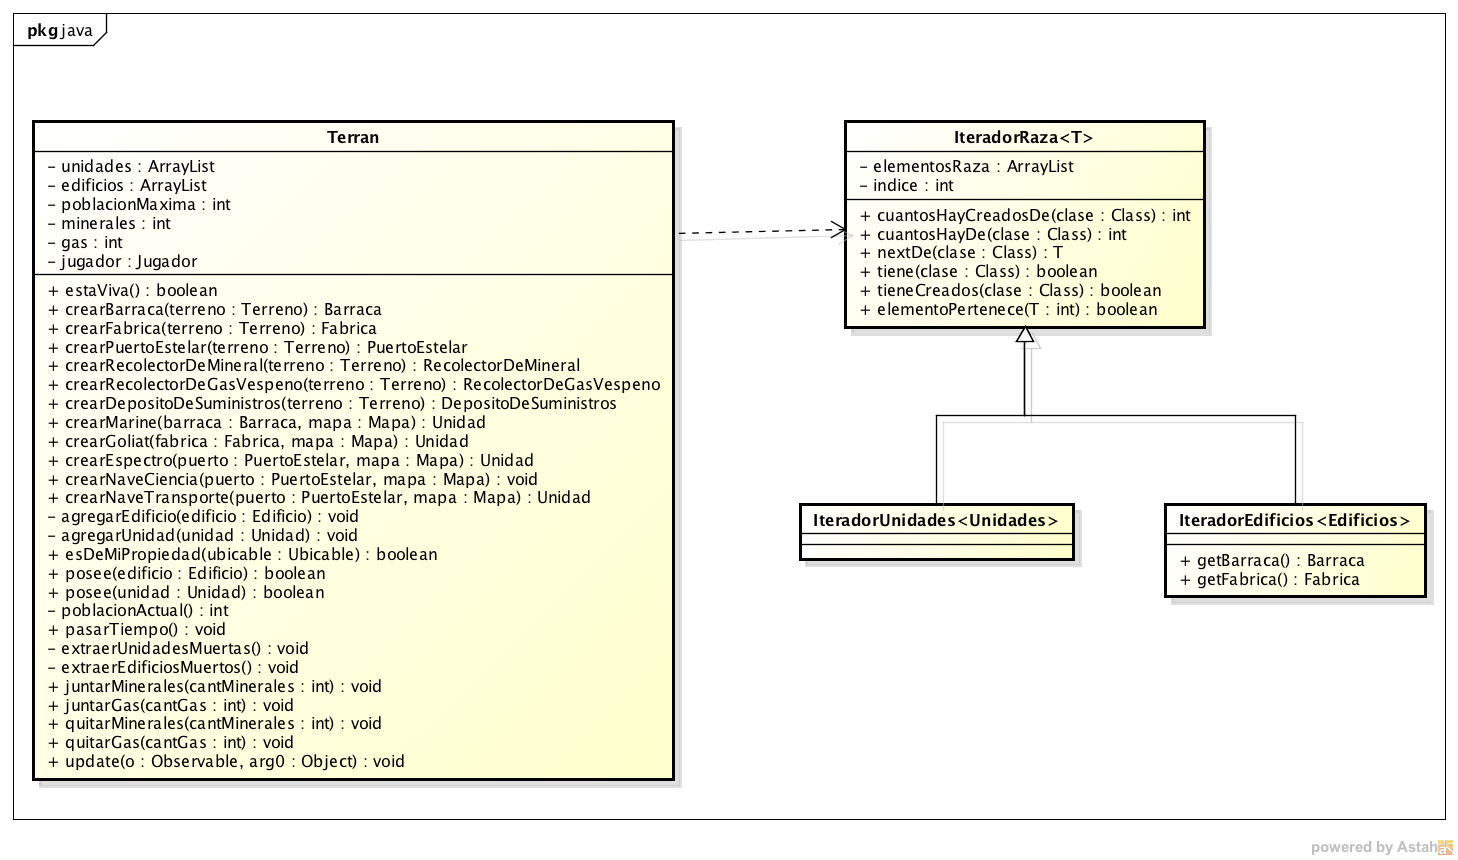 pkg java
Terran
- unidades : ArrayList
- edificios : ArrayList
- poblacionMaxima : int
- minerales : int
- gas : int
- jugador : Jugador
+ estaViva() : boolean
+ crearBarraca(terreno : Terreno) : Barraca
+ crearFabrica(terreno : Terreno) : Fabrica
+ crearPuertoEstelar(terreno : Terreno) : PuertoEstelar
+ crearRecolectorDeMineral(terreno : Terreno) : RecolectorDeMineral
+ crearRecolectorDeGasVespeno(terreno : Terreno) : RecolectorDeGasVespeno
+ crearDepositoDeSuministros(terreno : Terreno) : DepositoDeSuministros
+ crearMarine(barraca : Barraca, mapa : Mapa) : Unidad
+ crearGoliat(fabrica : Fabrica, mapa : Mapa) : Unidad
+ crearEspectro(puerto : PuertoEstelar, mapa : Mapa) : Unidad
+ crearNaveCiencia(puerto : PuertoEstelar, mapa : Mapa) : void
+ crearNaveTransporte(puerto : PuertoEstelar, mapa : Mapa) : Unidad
- agregarEdificio(edificio : Edificio) : void
- agregarUnidad(unidad : Unidad) : void
+ esDeMiPropiedad(ubicable : Ubicable) : boolean
+ posee(edificio : Edificio) : boolean
+ posee(unidad : Unidad) : boolean
- poblacionActual() : int
+ pasarTiempo() : void
- extraerUnidadesMuertas() : void
- extraerEdificiosMuertos() : void
+ juntarMinerales(cantMinerales : int) : void
+ juntarGas(cantGas : int) : void
+ quitarMinerales(cantMinerales : int) : void
+ quitarGas(cantGas : int) : void
+ update(o : Observable, arg0 : Object) : void
IteradorRaza<T>
- elementosRaza : ArrayList
- indice : int
+ cuantosHayCreadosDe(clase : Class) : int
+ cuantosHayDe(clase : Class) : int
+ nextDe(clase : Class) : T
+ tiene(clase : Class) : boolean
+ tieneCreados(clase : Class) : boolean
+ elementoPertenece(T : int) : boolean
IteradorUnidades<Unidades>
IteradorEdificios<Edificios>
+ getBarraca() : Barraca
+ getFabrica() : Fabrica
powered by Astah